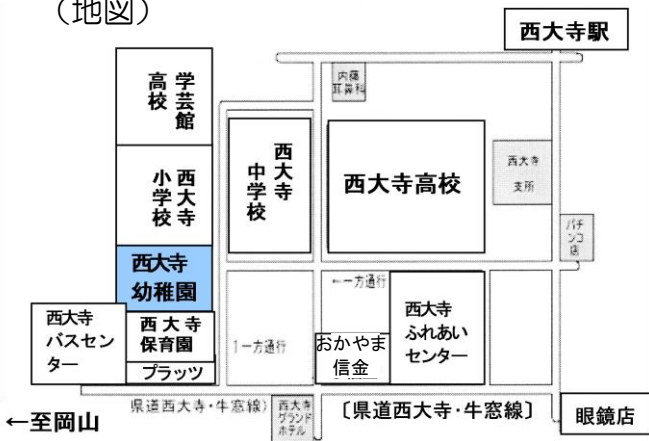 （地図）
西大寺駅
内藤
耳鼻科
学芸館
高校
西大寺
中学校
西大寺高校
西大寺
支所
西大寺
小学校
パチ
ンコ
店
西大寺
幼稚園
←一方通行
西大寺
ふれあい
センター
西大寺
バスセン
ター
西大寺
保育園
↑一方通行
おかやま
信金
プラッツ
県道西大寺・牛窓線）
西大寺
グランド
ホテル
〔県道西大寺・牛窓線〕
眼鏡店
←至岡山